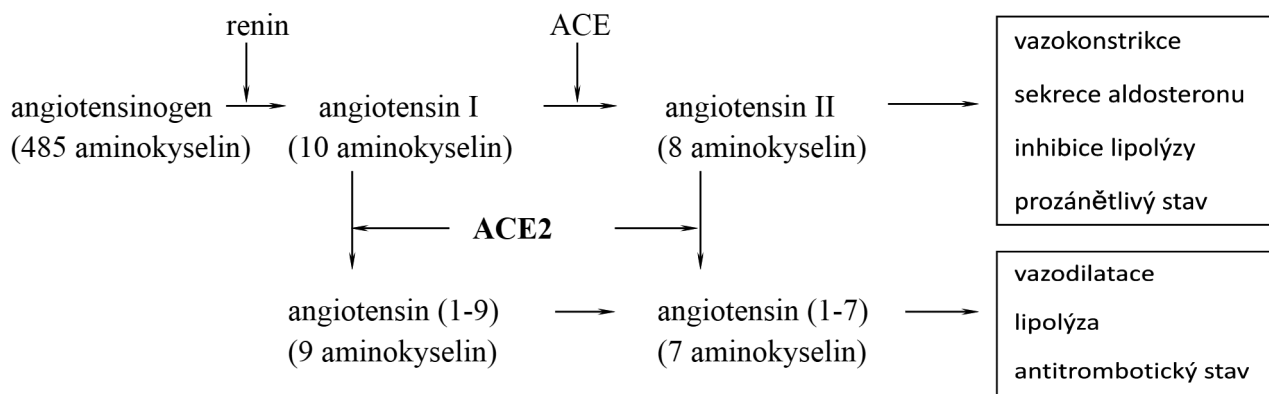 renin
ACE
angiotensinogen
(485 aminokyselin)
angiotensin I
(10 aminokyselin)
angiotensin II
(8 aminokyselin)
vazokonstrikce
sekrece aldosteronu
inhibice lipolýzy
prozánětlivý stav
ACE2
angiotensin (1-9)
(9 aminokyselin)
angiotensin (1-7)
(7 aminokyselin)
vazodilatace
lipolýza
antitrombotický stav